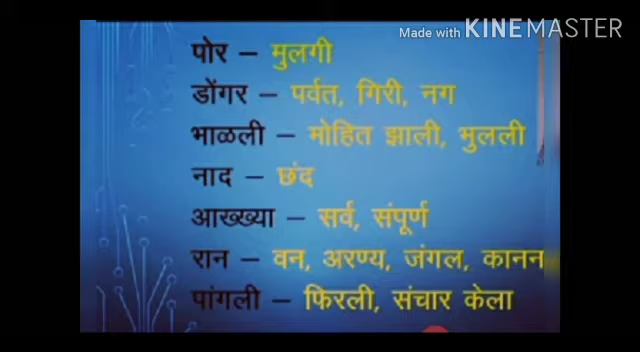 Made with KINEMASTER
पोर – मुलगी
डोंगर – पर्वत, गिरी, नग
भाळली – मोहित झाली, भुलली
नाद – छंद
आख्ख्या – सर्व, संपूर्ण
रान – वन, अरण्य, जंगल, कानन
पांगली – फिरली, संचार केला